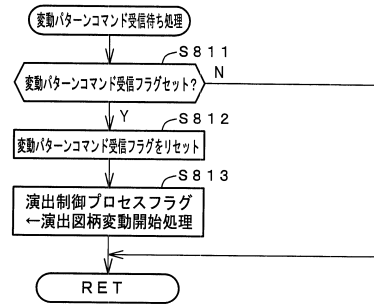 変動パターンコマンド受信待ち処理
S811
変動パターンコマンド受信フラグセット?
N
Y
S812
変動パターンコマンド受信フラグをリセット
S813
演出制御プロセスフラグ
←演出図柄変動開始処理
RET